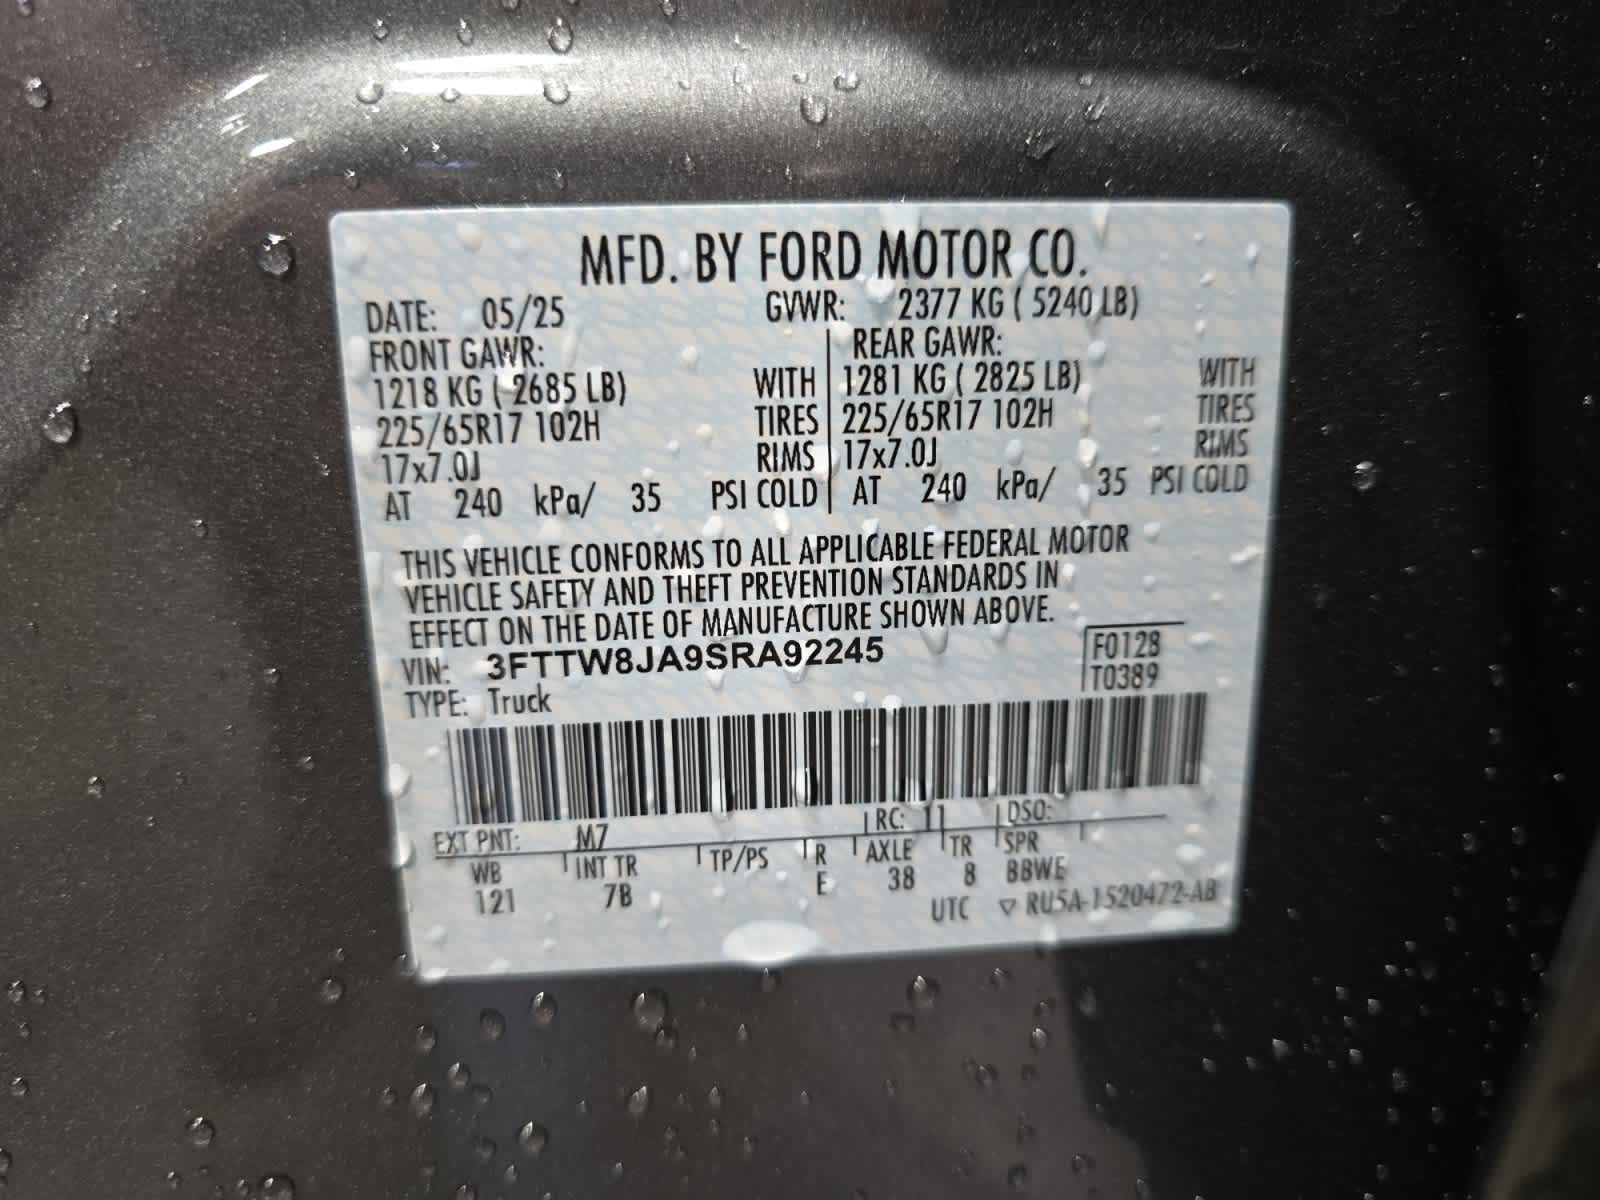 MFD. BY FORD MOTOR CO.
DATE: 05/25 GVWR: 2377 KG ( 5240 LB)
FRONT GAWR: REAR GAWR:
1218 KG ( 2685 LB) WITH 1281 KG ( 2825 LB) WITH
225/65R17 102H TIRES 225/65R17 102H TIRES
17x7.0J RIMS 17x7.0J RIMS
AT 240 kPa/ 35 PSI COLD AT 240 kPa/ 35 PSI COLD
THIS VEHICLE CONFORMS TO ALL APPLICABLE FEDERAL MOTOR
VEHICLE SAFETY AND THEFT PREVENTION STANDARDS IN
EFFECT ON THE DATE OF MANUFACTURE SHOWN ABOVE.
VIN: 3FTTW8JA9SRA92245 F0128
TYPE: Truck T0389
EXT PNT: M7 RC: 11 DSO:
WB INT TR TP/PS R AXLE TR SPR
121 7B E 38 8 BBWE
UTC ▽ RU5A-1520472-AB